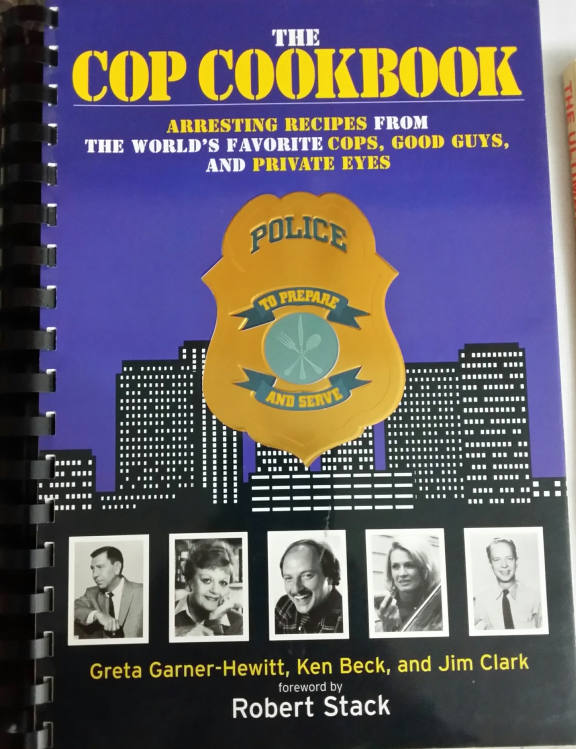 THE
COP COOKBOOK
ARRESTING RECIPES FROM
THE WORLD'S FAVORITE COPS, GOOD GUYS,
AND PRIVATE EYES
POLICE
TO PREPARE
AND SERVE
Greta Garner-Hewitt, Ken Beck, and Jim Clark
foreword by
Robert Stack
THE